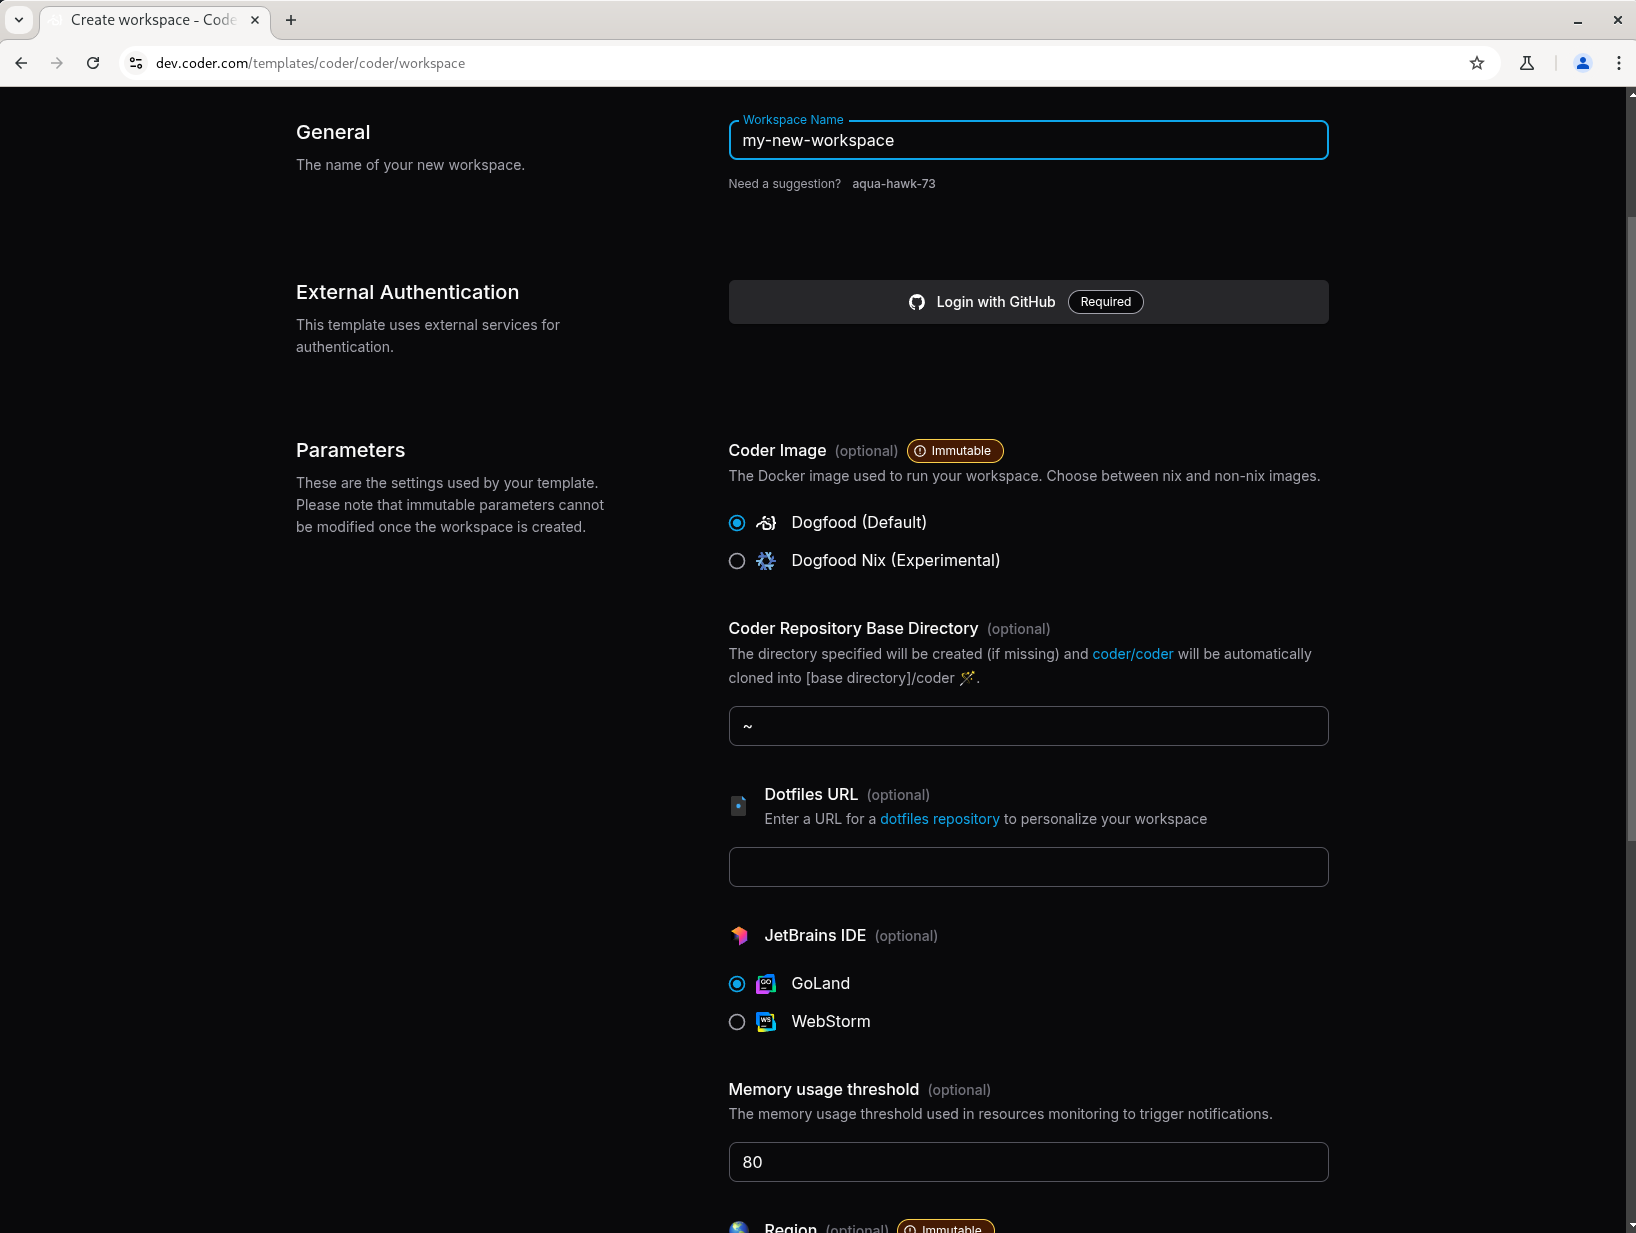 Create workspace - Code
dev.coder.com/templates/coder/coder/workspace
General
The name of your new workspace.
Workspace Name
my-new-workspace
Need a suggestion? aqua-hawk-73
External Authentication
This template uses external services for
authentication.
Login with GitHub Required
Parameters
These are the settings used by your template.
Please note that immutable parameters cannot
be modified once the workspace is created.
Coder Image (optional) Immutable
The Docker image used to run your workspace. Choose between nix and non-nix images.
Dogfood (Default)
Dogfood Nix (Experimental)
Coder Repository Base Directory (optional)
The directory specified will be created (if missing) and coder/coder will be automatically
cloned into [base directory]/coder 🪄.
~
Dotfiles URL (optional)
Enter a URL for a dotfiles repository to personalize your workspace
JetBrains IDE (optional)
GO GoLand
WS WebStorm
Memory usage threshold (optional)
The memory usage threshold used in resources monitoring to trigger notifications.
80
Region (optional) Immutable